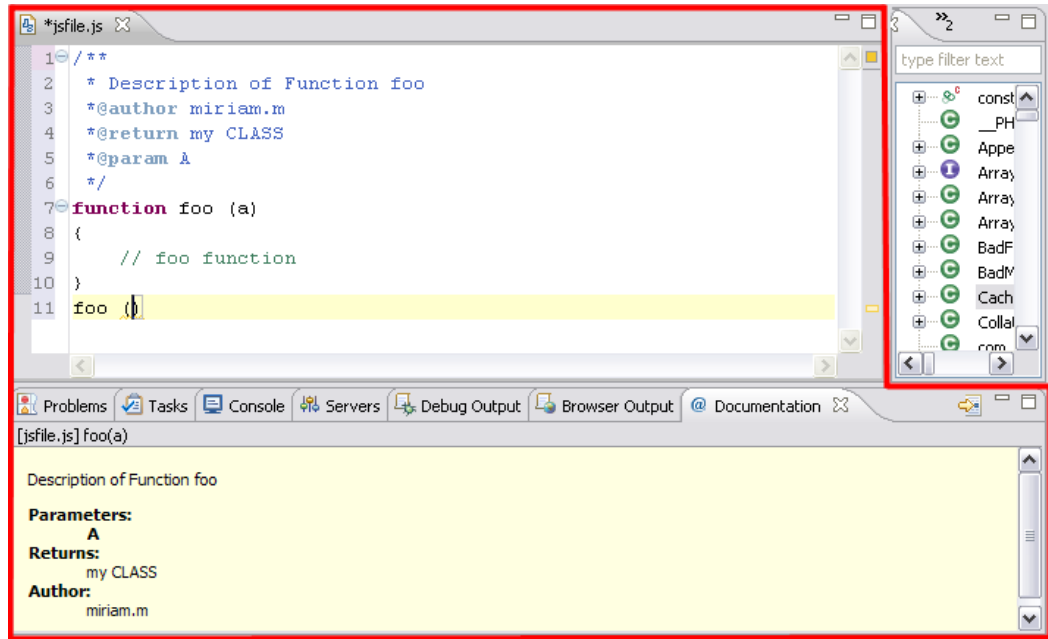 *jsfile.js
1 /**
2 * Description of Function foo
3 *@author miriam.m
4 *@return my CLASS
5 *@param A
6 */
7 function foo (a)
8 {
9 // foo function
10 }
11 foo ()
»2
type filter text
const
__PH
Appe
Array
Array
Array
BadF
BadM
Cach
Collal
com
Problems Tasks Console Servers Debug Output Browser Output @ Documentation
[jsfile.js] foo(a)
Description of Function foo
Parameters:
A
Returns:
my CLASS
Author:
miriam.m